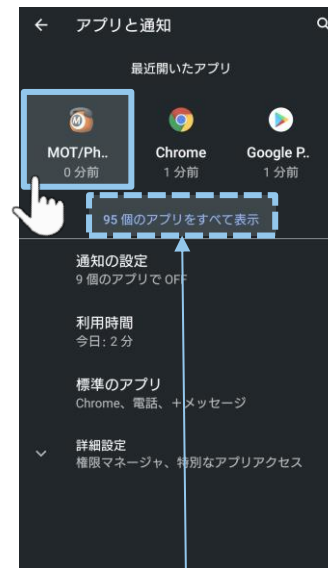 アプリと通知
最近開いたアプリ
MOT/Ph.. Chrome Google P..
0 分前 1 分前 1 分前
95 個のアプリをすべて表示
通知の設定
9 個のアプリで OFF
利用時間
今日: 2 分
標準のアプリ
Chrome、電話、+メッセージ
詳細設定
権限マネージャ、特別なアプリアクセス